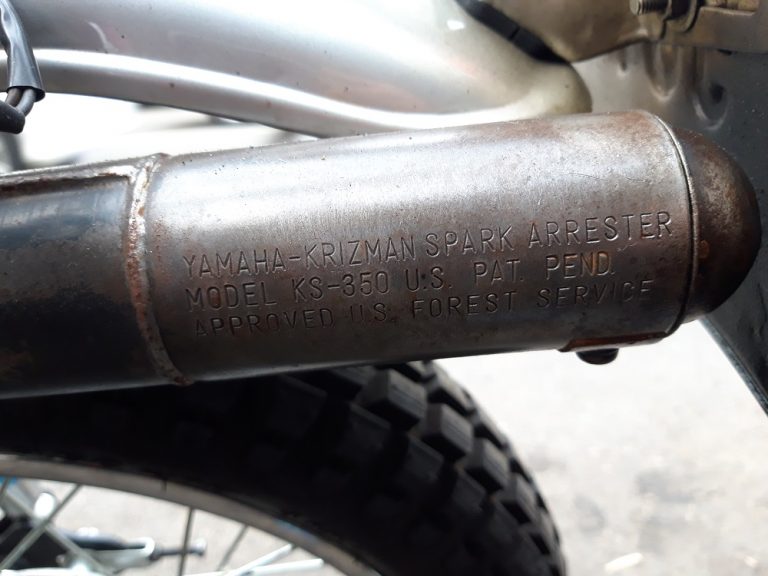 YAMAHA-KRIZMAN SPARK ARRESTER
MODEL KS-350 U.S. PAT. PEND.
APPROVED U.S. FOREST SERVICE